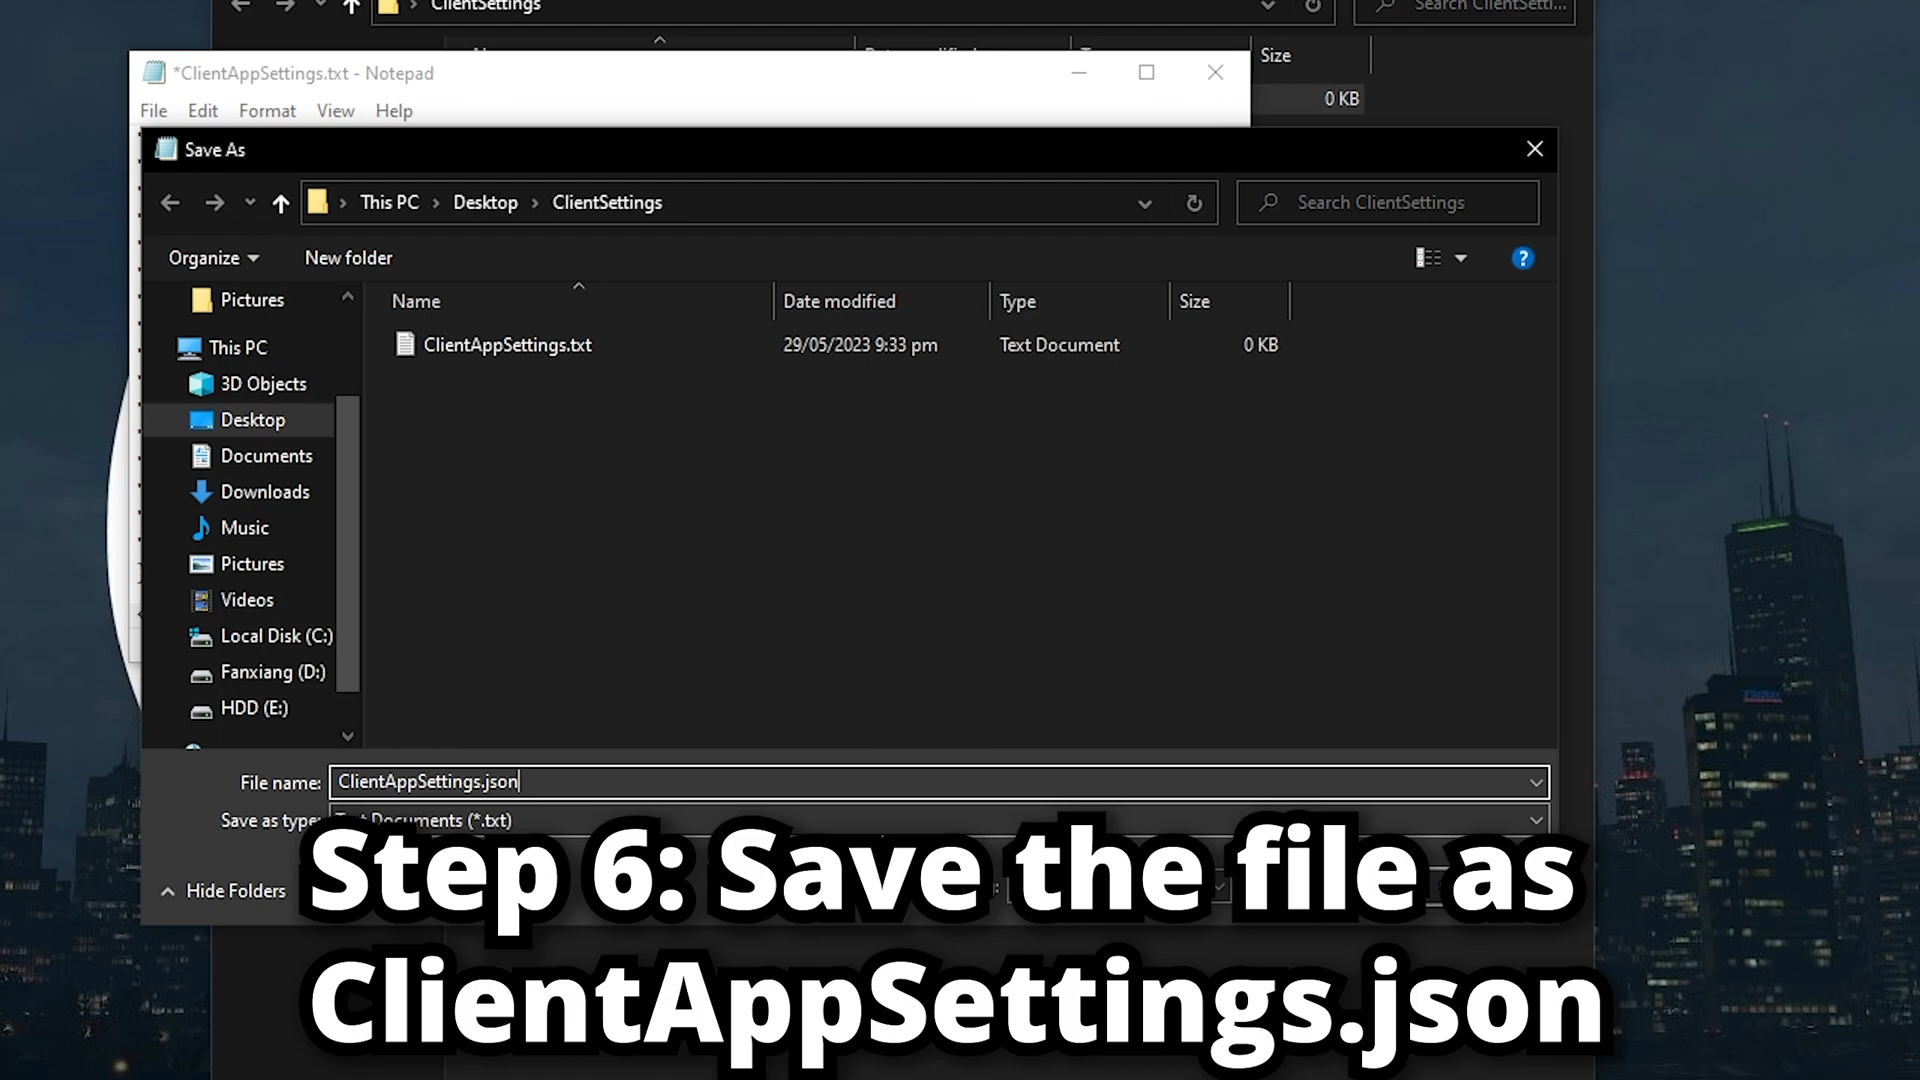 ClientSettings
Search ClientSetti...
Size
0 KB
*ClientAppSettings.txt - Notepad
File Edit Format View Help
Save As
This PC > Desktop > ClientSettings
Search ClientSettings
Organize New folder
Name Date modified Type Size
ClientAppSettings.txt 29/05/2023 9:33 pm Text Document 0 KB
Pictures
This PC
3D Objects
Desktop
Documents
Downloads
Music
Pictures
Videos
Local Disk (C:)
Fanxiang (D:)
HDD (E:)
File name: ClientAppSettings.json
Save as type: Text Documents (*.txt)
Hide Folders
Step 6: Save the file as
ClientAppSettings.json